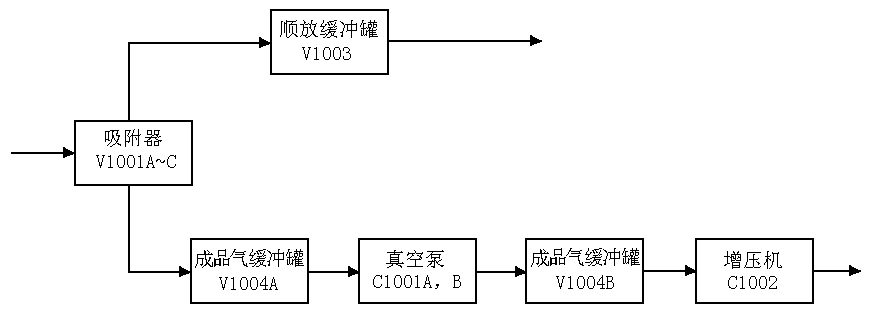 顺放缓冲罐
V1003
吸附器
V1001A~C
成品气缓冲罐
V1004A
真空泵
C1001A, B
成品气缓冲罐
V1004B
增压机
C1002